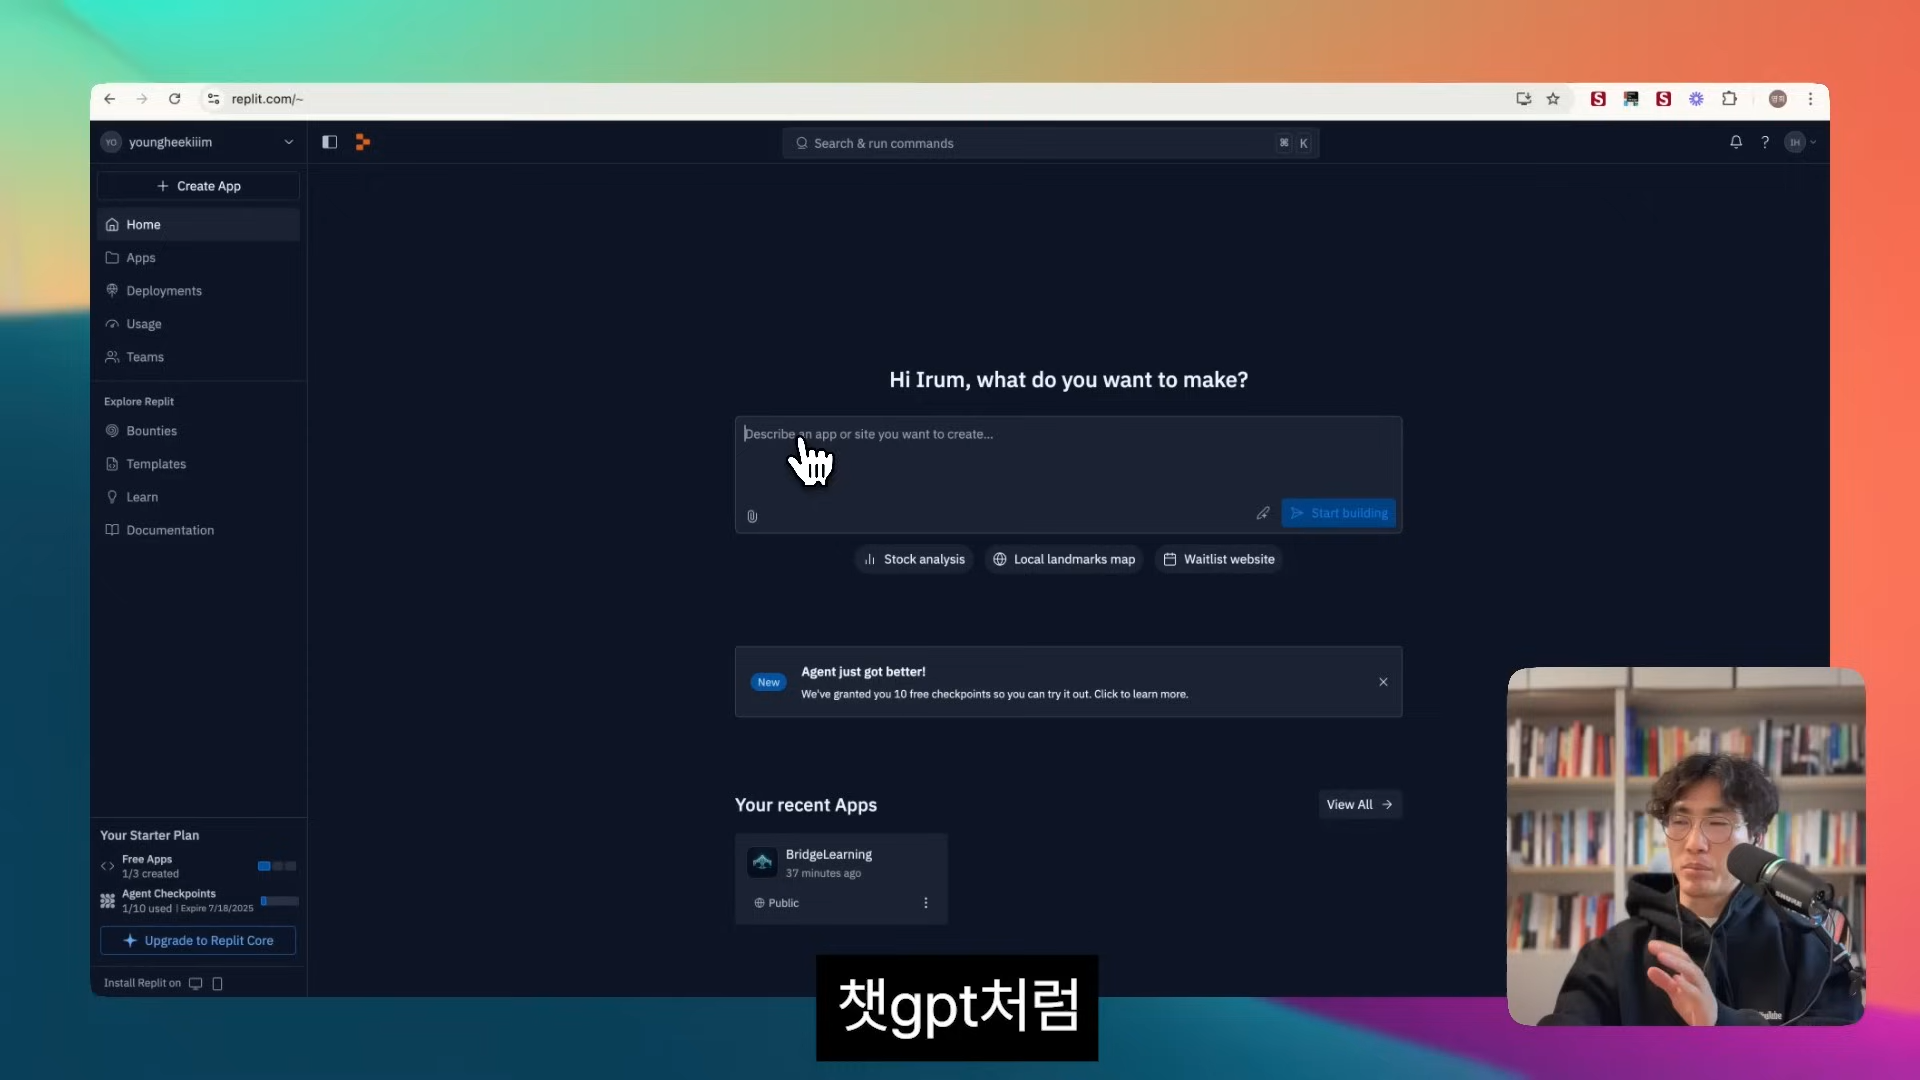 replit.com/~
YO youngheekiiim
Search & run commands
⌘ K
?
IH
+ Create App
Home
Apps
Deployments
Usage
Teams
Explore Replit
Bounties
Templates
Learn
Documentation
Hi Irum, what do you want to make?
Describe an app or site you want to create...
Start building
Stock analysis
Local landmarks map
Waitlist website
New
Agent just got better!
We've granted you 10 free checkpoints so you can try it out. Click to learn more.
Your recent Apps
View All →
BridgeLearning
37 minutes ago
Public
Your Starter Plan
Free Apps
1/3 created
Agent Checkpoints
1/10 used | Expire 7/18/2025
Upgrade to Replit Core
Install Replit on
챗gpt처럼
SHURE